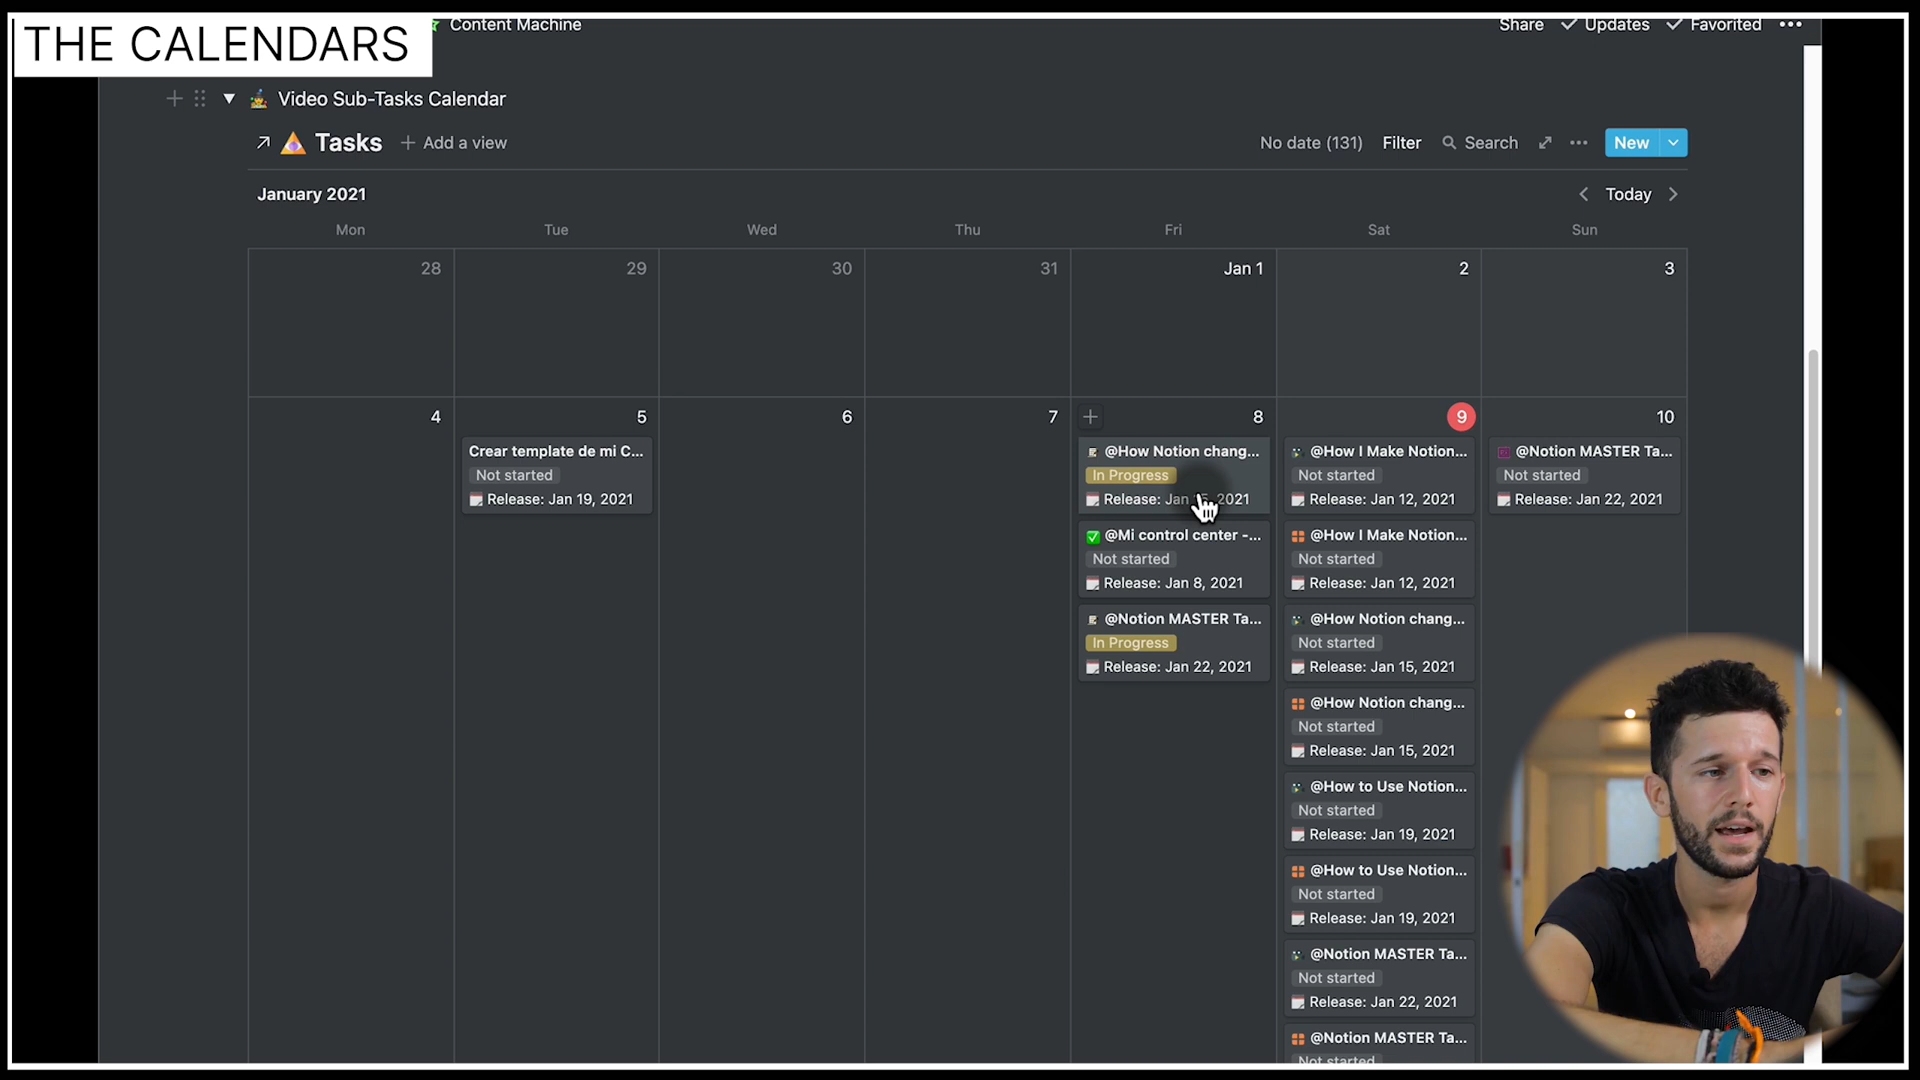 THE CALENDARS
Content Machine
Share
Updates
Favorited
Video Sub-Tasks Calendar
Tasks
Add a view
No date (131)
Filter
Search
New
January 2021
Today
Mon
Tue
Wed
Thu
Fri
Sat
Sun
28
29
30
31
Jan 1
2
3
4
5
Crear template de mi C...
Not started
Release: Jan 19, 2021
6
7
8
@How Notion chang...
In Progress
Release: Jan 15, 2021
@Mi control center -...
Not started
Release: Jan 8, 2021
@Notion MASTER Ta...
In Progress
Release: Jan 22, 2021
9
@How I Make Notion...
Not started
Release: Jan 12, 2021
@How I Make Notion...
Not started
Release: Jan 12, 2021
@How Notion chang...
Not started
Release: Jan 15, 2021
@How Notion chang...
Not started
Release: Jan 15, 2021
@How to Use Notion...
Not started
Release: Jan 19, 2021
@How to Use Notion...
Not started
Release: Jan 19, 2021
@Notion MASTER Ta...
Not started
Release: Jan 22, 2021
@Notion MASTER Ta...
Not started
10
@Notion MASTER Ta...
Not started
Release: Jan 22, 2021